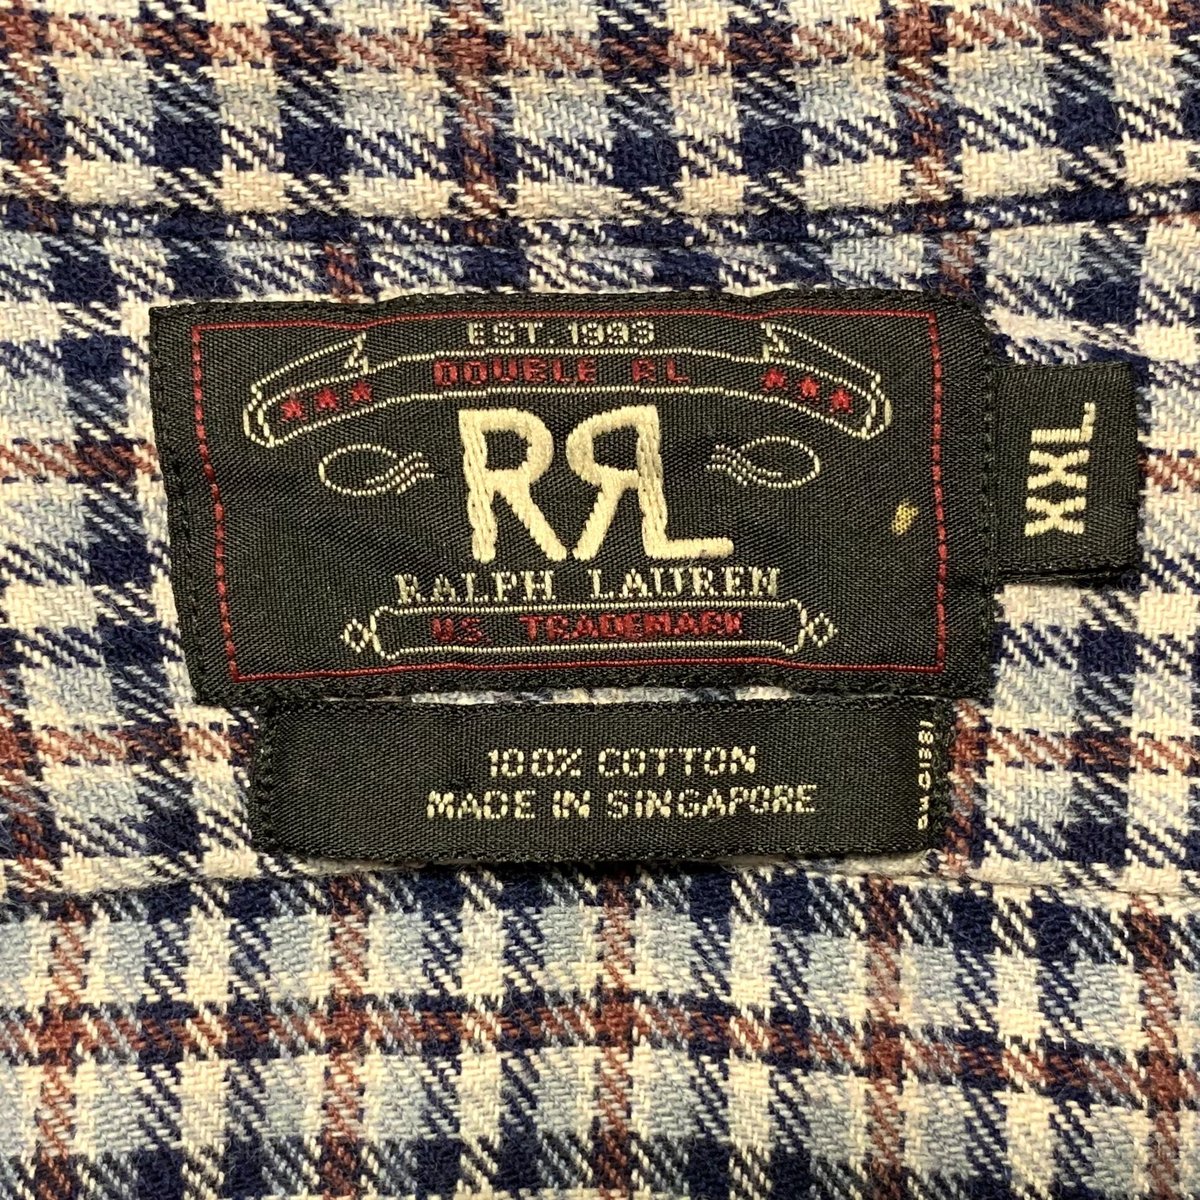 EST. 1993
★★★ DOUBLE RL ★★★
RRL
RALPH LAUREN
U.S. TRADEMARK
XXL
100% COTTON
MADE IN SINGAPORE